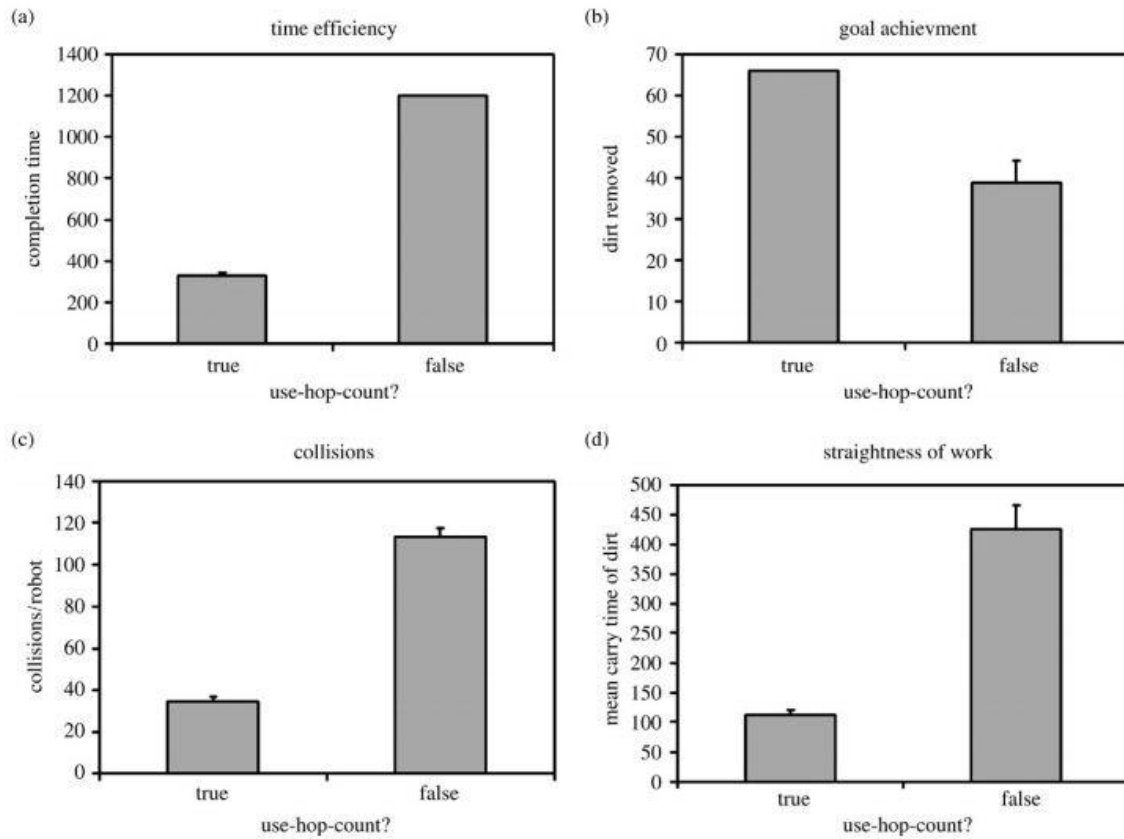 (a)
time efficiency
completion time
1400
1200
1000
800
600
400
200
0
true false
use-hop-count?
(b)
goal achievment
dirt removed
70
60
50
40
30
20
10
0
true false
use-hop-count?
(c)
collisions
collisions/robot
140
120
100
80
60
40
20
0
true false
use-hop-count?
(d)
straightness of work
mean carry time of dirt
500
450
400
350
300
250
200
150
100
50
0
true false
use-hop-count?